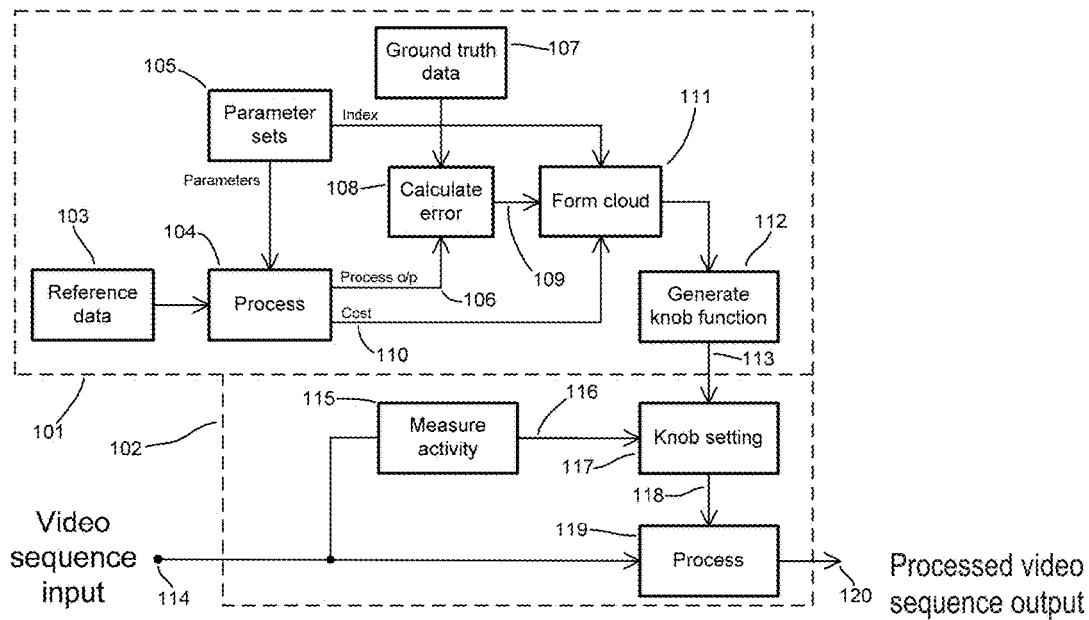 Ground truth
data
107
105
Parameter
sets
Index
111
Parameters
108
Calculate
error
Form cloud
103
104
109
112
Reference
data
Process
Process o/p
106
Cost
110
Generate
knob function
113
101
102
115
Measure
activity
116
Knob setting
117
118
Video
sequence
input
114
119
Process
120
Processed video
sequence output